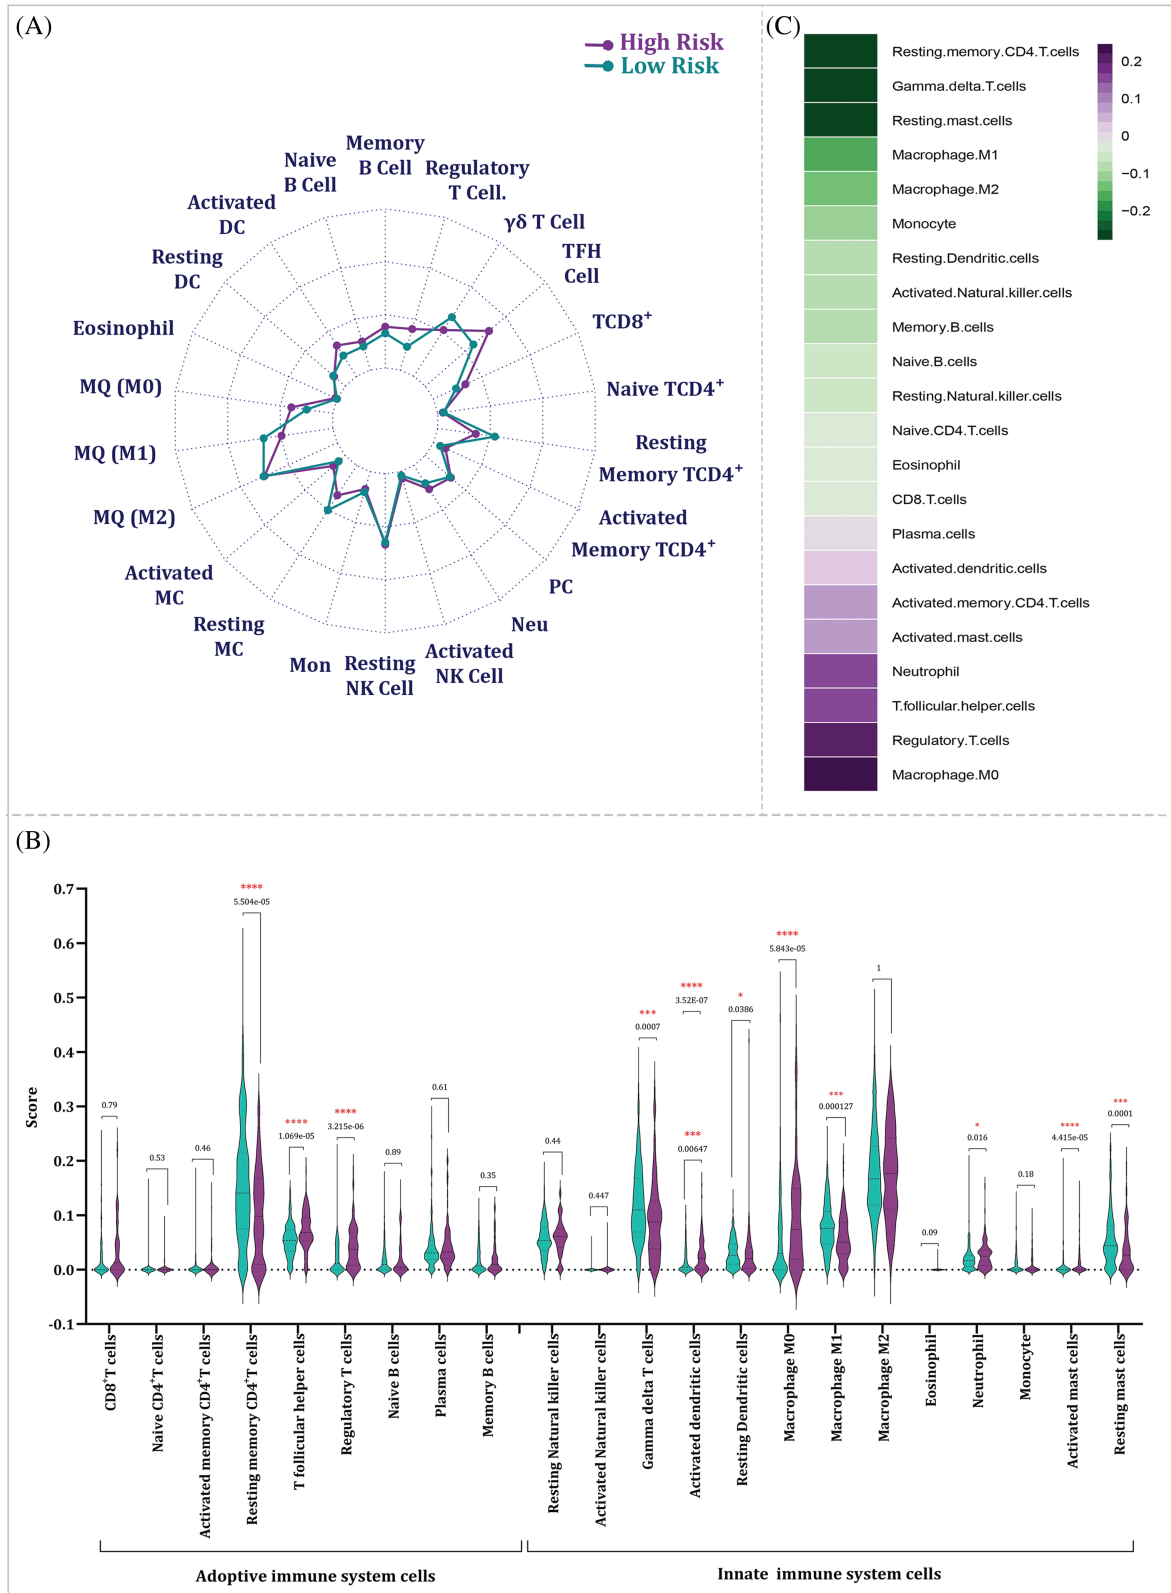 (A)
High Risk
Low Risk
Memory
B Cell
Regulatory
T Cell.
γδ T Cell
TFH
Cell
TCD8+
Naive TCD4+
Resting
Memory TCD4+
Activated
Memory TCD4+
PC
Neu
Activated
NK Cell
Resting
NK Cell
Mon
Resting
MC
Activated
MC
MQ (M2)
MQ (M1)
MQ (M0)
Eosinophil
Resting
DC
Activated
DC
Naive
B Cell
(C)
Resting.memory.CD4.T.cells
Gamma.delta.T.cells
Resting.mast.cells
Macrophage.M1
Macrophage.M2
Monocyte
Resting.Dendritic.cells
Activated.Natural.killer.cells
Memory.B.cells
Naive.B.cells
Resting.Natural.killer.cells
Naive.CD4.T.cells
Eosinophil
CD8.T.cells
Plasma.cells
Activated.dendritic.cells
Activated.memory.CD4.T.cells
Activated.mast.cells
Neutrophil
T.follicular.helper.cells
Regulatory.T.cells
Macrophage.M0
0.2
0.1
0
−0.1
−0.2
(B)
Score
0.7
0.6
0.5
0.4
0.3
0.2
0.1
0.0
-0.1
0.79
0.53
0.46
****
5.504e-05
****
1.069e-05
****
3.215e-06
0.89
0.61
0.35
0.44
0.447
***
0.0007
****
3.52E-07
***
0.00647
*
0.0386
****
5.843e-05
***
0.000127
1
0.09
*
0.016
0.18
****
4.415e-05
***
0.0001
CD8+T cells
Naive CD4+T cells
Activated memory CD4+T cells
Resting memory CD4+T cells
T follicular helper cells
Regulatory T cells
Naive B cells
Plasma cells
Memory B cells
Resting Natural killer cells
Activated Natural killer cells
Gamma delta T cells
Activated dendritic cells
Resting Dendritic cells
Macrophage M0
Macrophage M1
Macrophage M2
Eosinophil
Neutrophil
Monocyte
Activated mast cells
Resting mast cells
Adoptive immune system cells
Innate immune system cells